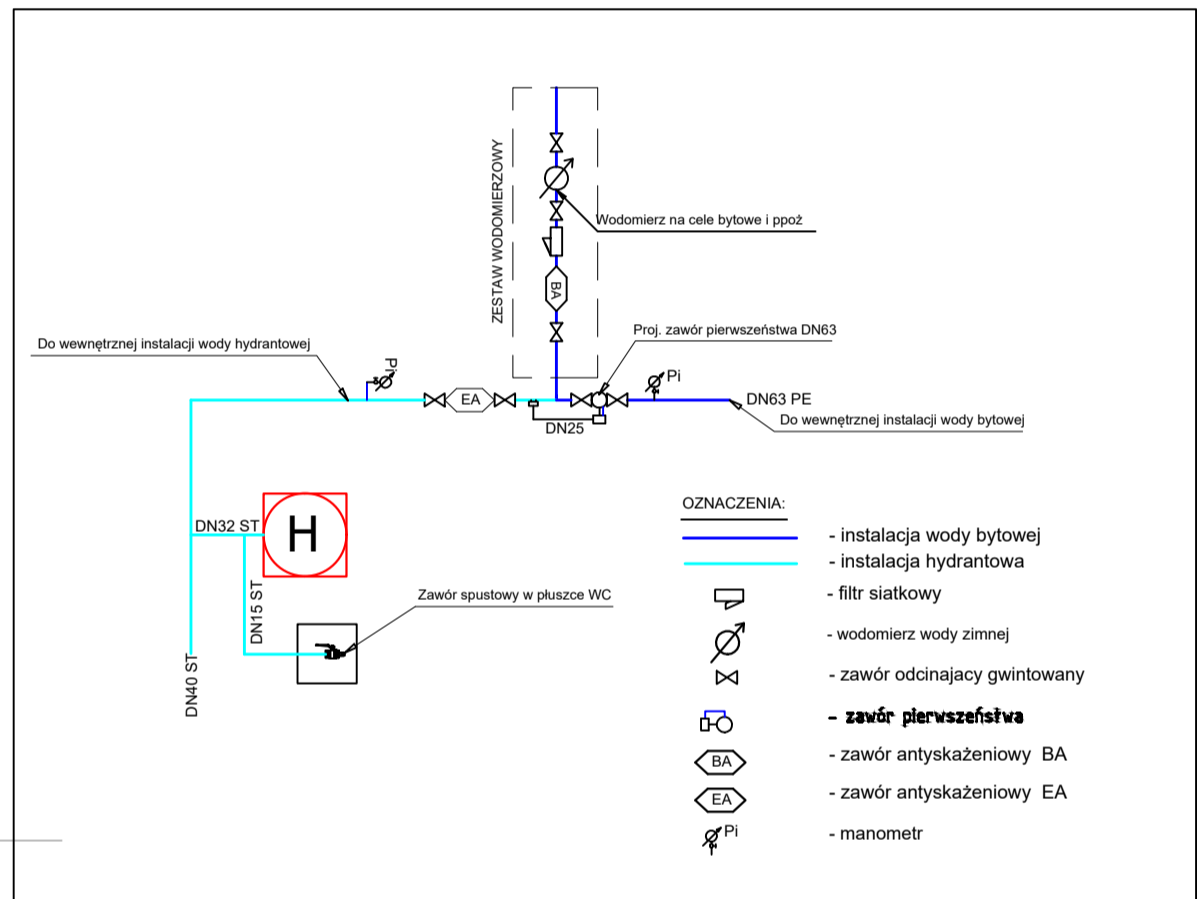 ZESTAW WODOMIERZOWY
BA
Wodomierz na cele bytowe i ppoż
Proj. zawór pierwszeństwa DN63
Do wewnętrznej instalacji wody hydrantowej
Pi
Pi
EA
DN25
DN63 PE
Do wewnętrznej instalacji wody bytowej
DN32 ST
H
DN15 ST
DN40 ST
Zawór spustowy w płuszce WC
OZNACZENIA:
- instalacja wody bytowej
- instalacja hydrantowa
- filtr siatkowy
- wodomierz wody zimnej
- zawór odcinajacy gwintowany
- zawór pierwszeństwa
BA - zawór antyskażeniowy BA
EA - zawór antyskażeniowy EA
Pi - manometr